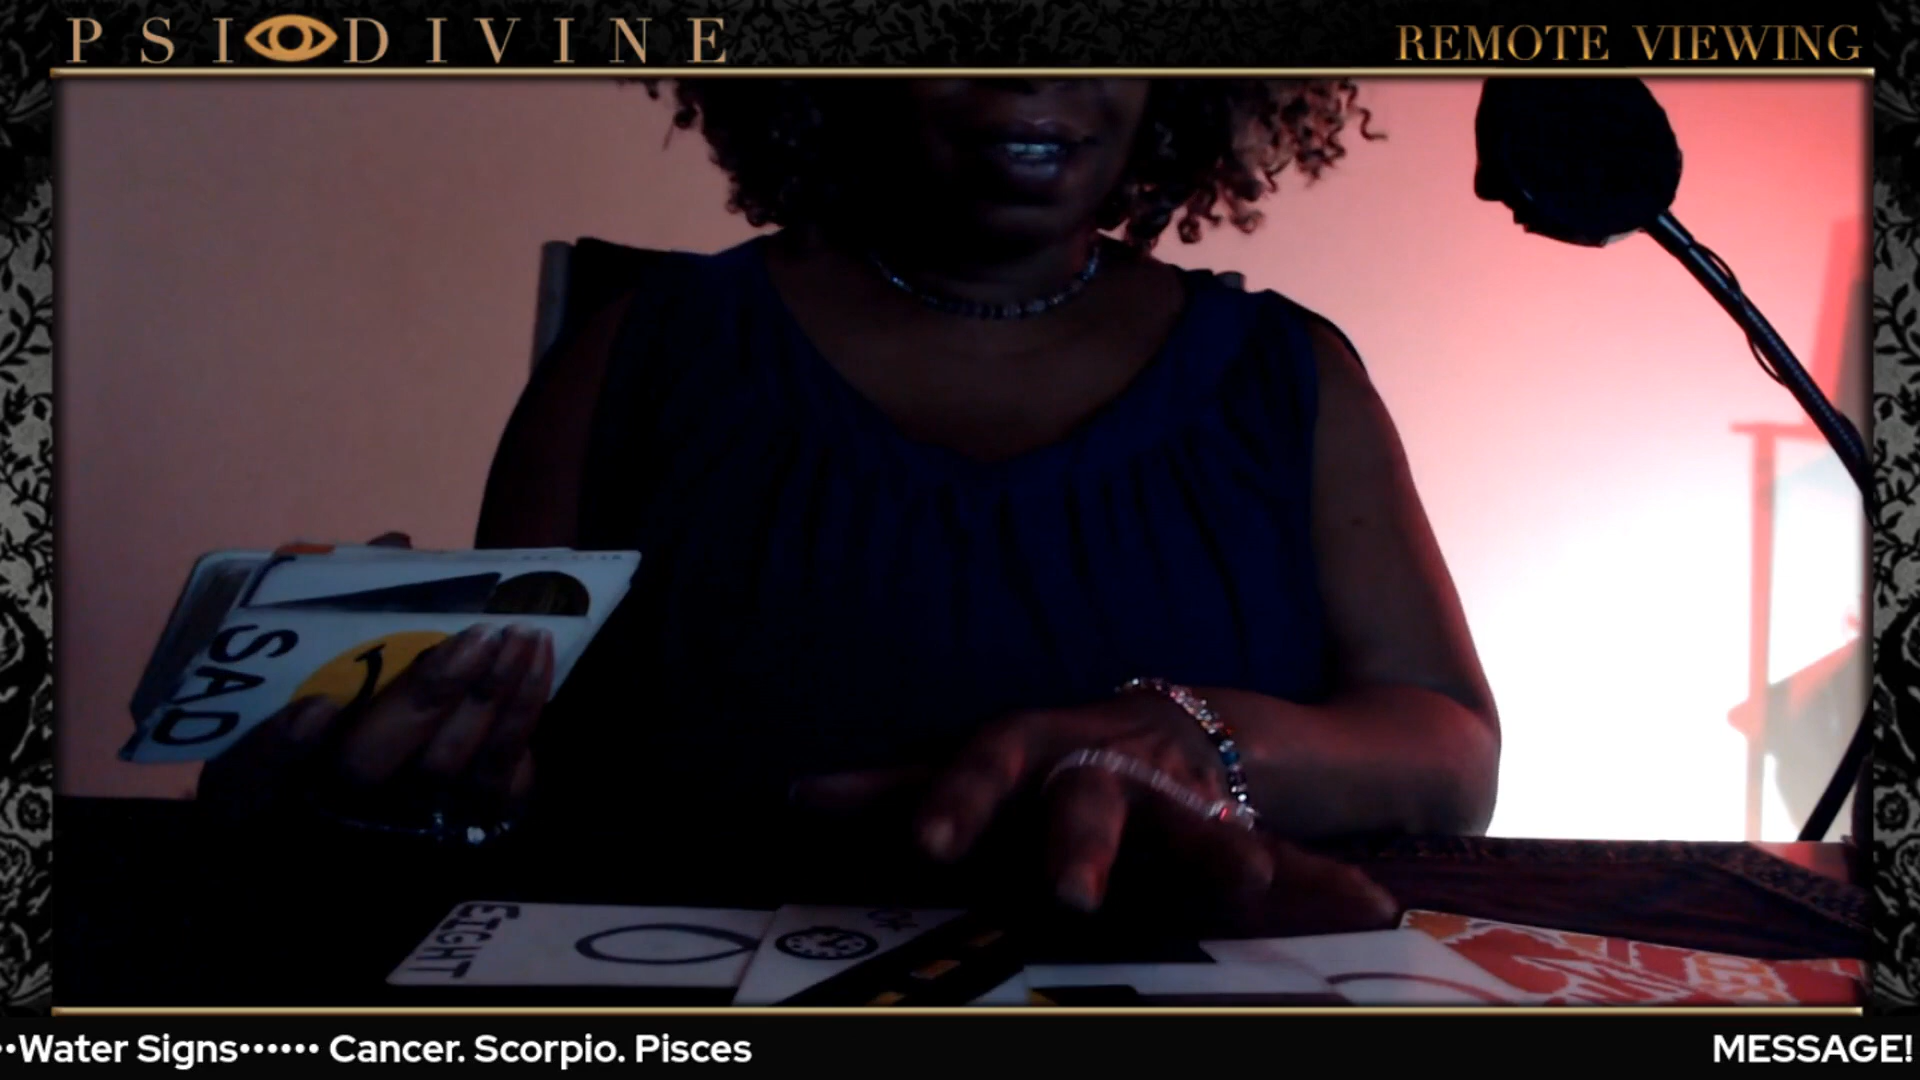 PSI DIVINE
REMOTE VIEWING
SAD
EIGHT
••Water Signs•••••• Cancer. Scorpio. Pisces
MESSAGE!